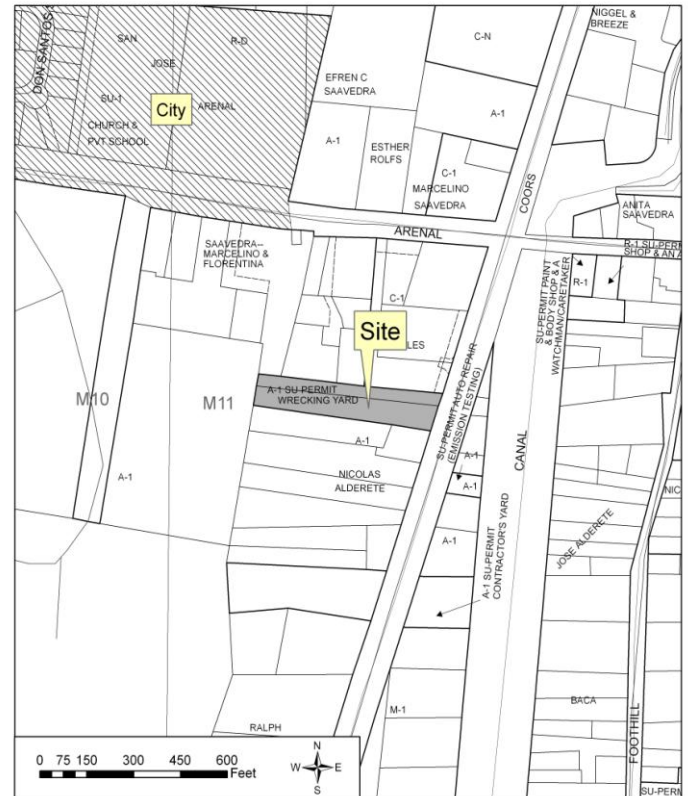 DON SANTOS
SAN
JOSE
R-D
SU-1
ARENAL
CHURCH &
PVT SCHOOL
City
EFREN C
SAAVEDRA
A-1
ESTHER
ROLFS
C-N
A-1
C-1
MARCELINO
SAAVEDRA
NIGGEL &
BREEZE
COORS
ARENAL
ANITA
SAAVEDRA
R-1 SU-PERM
SHOP & AN A
R-1
SU-PERMIT PAINT
& BODY SHOP & A
WATCHMAN/CARETAKER
SAAVEDRA--
MARCELINO &
FLORENTINA
C-1
Site
LES
A-1 SU-PERMIT
WRECKING YARD
M10
M11
A-1
A-1
NICOLAS
ALDERETE
SU-PERMIT AUTO REPAIR
(EMISSION TESTING)
A-1
A-1
A-1
CANAL
A-1 SU-PERMIT
CONTRACTOR'S YARD
JOSE ALDERETE
NIC
BACA
FOOTHILL
M-1
RALPH
SU-PERM
0 75 150 300 450 600
Feet
N
W E
S